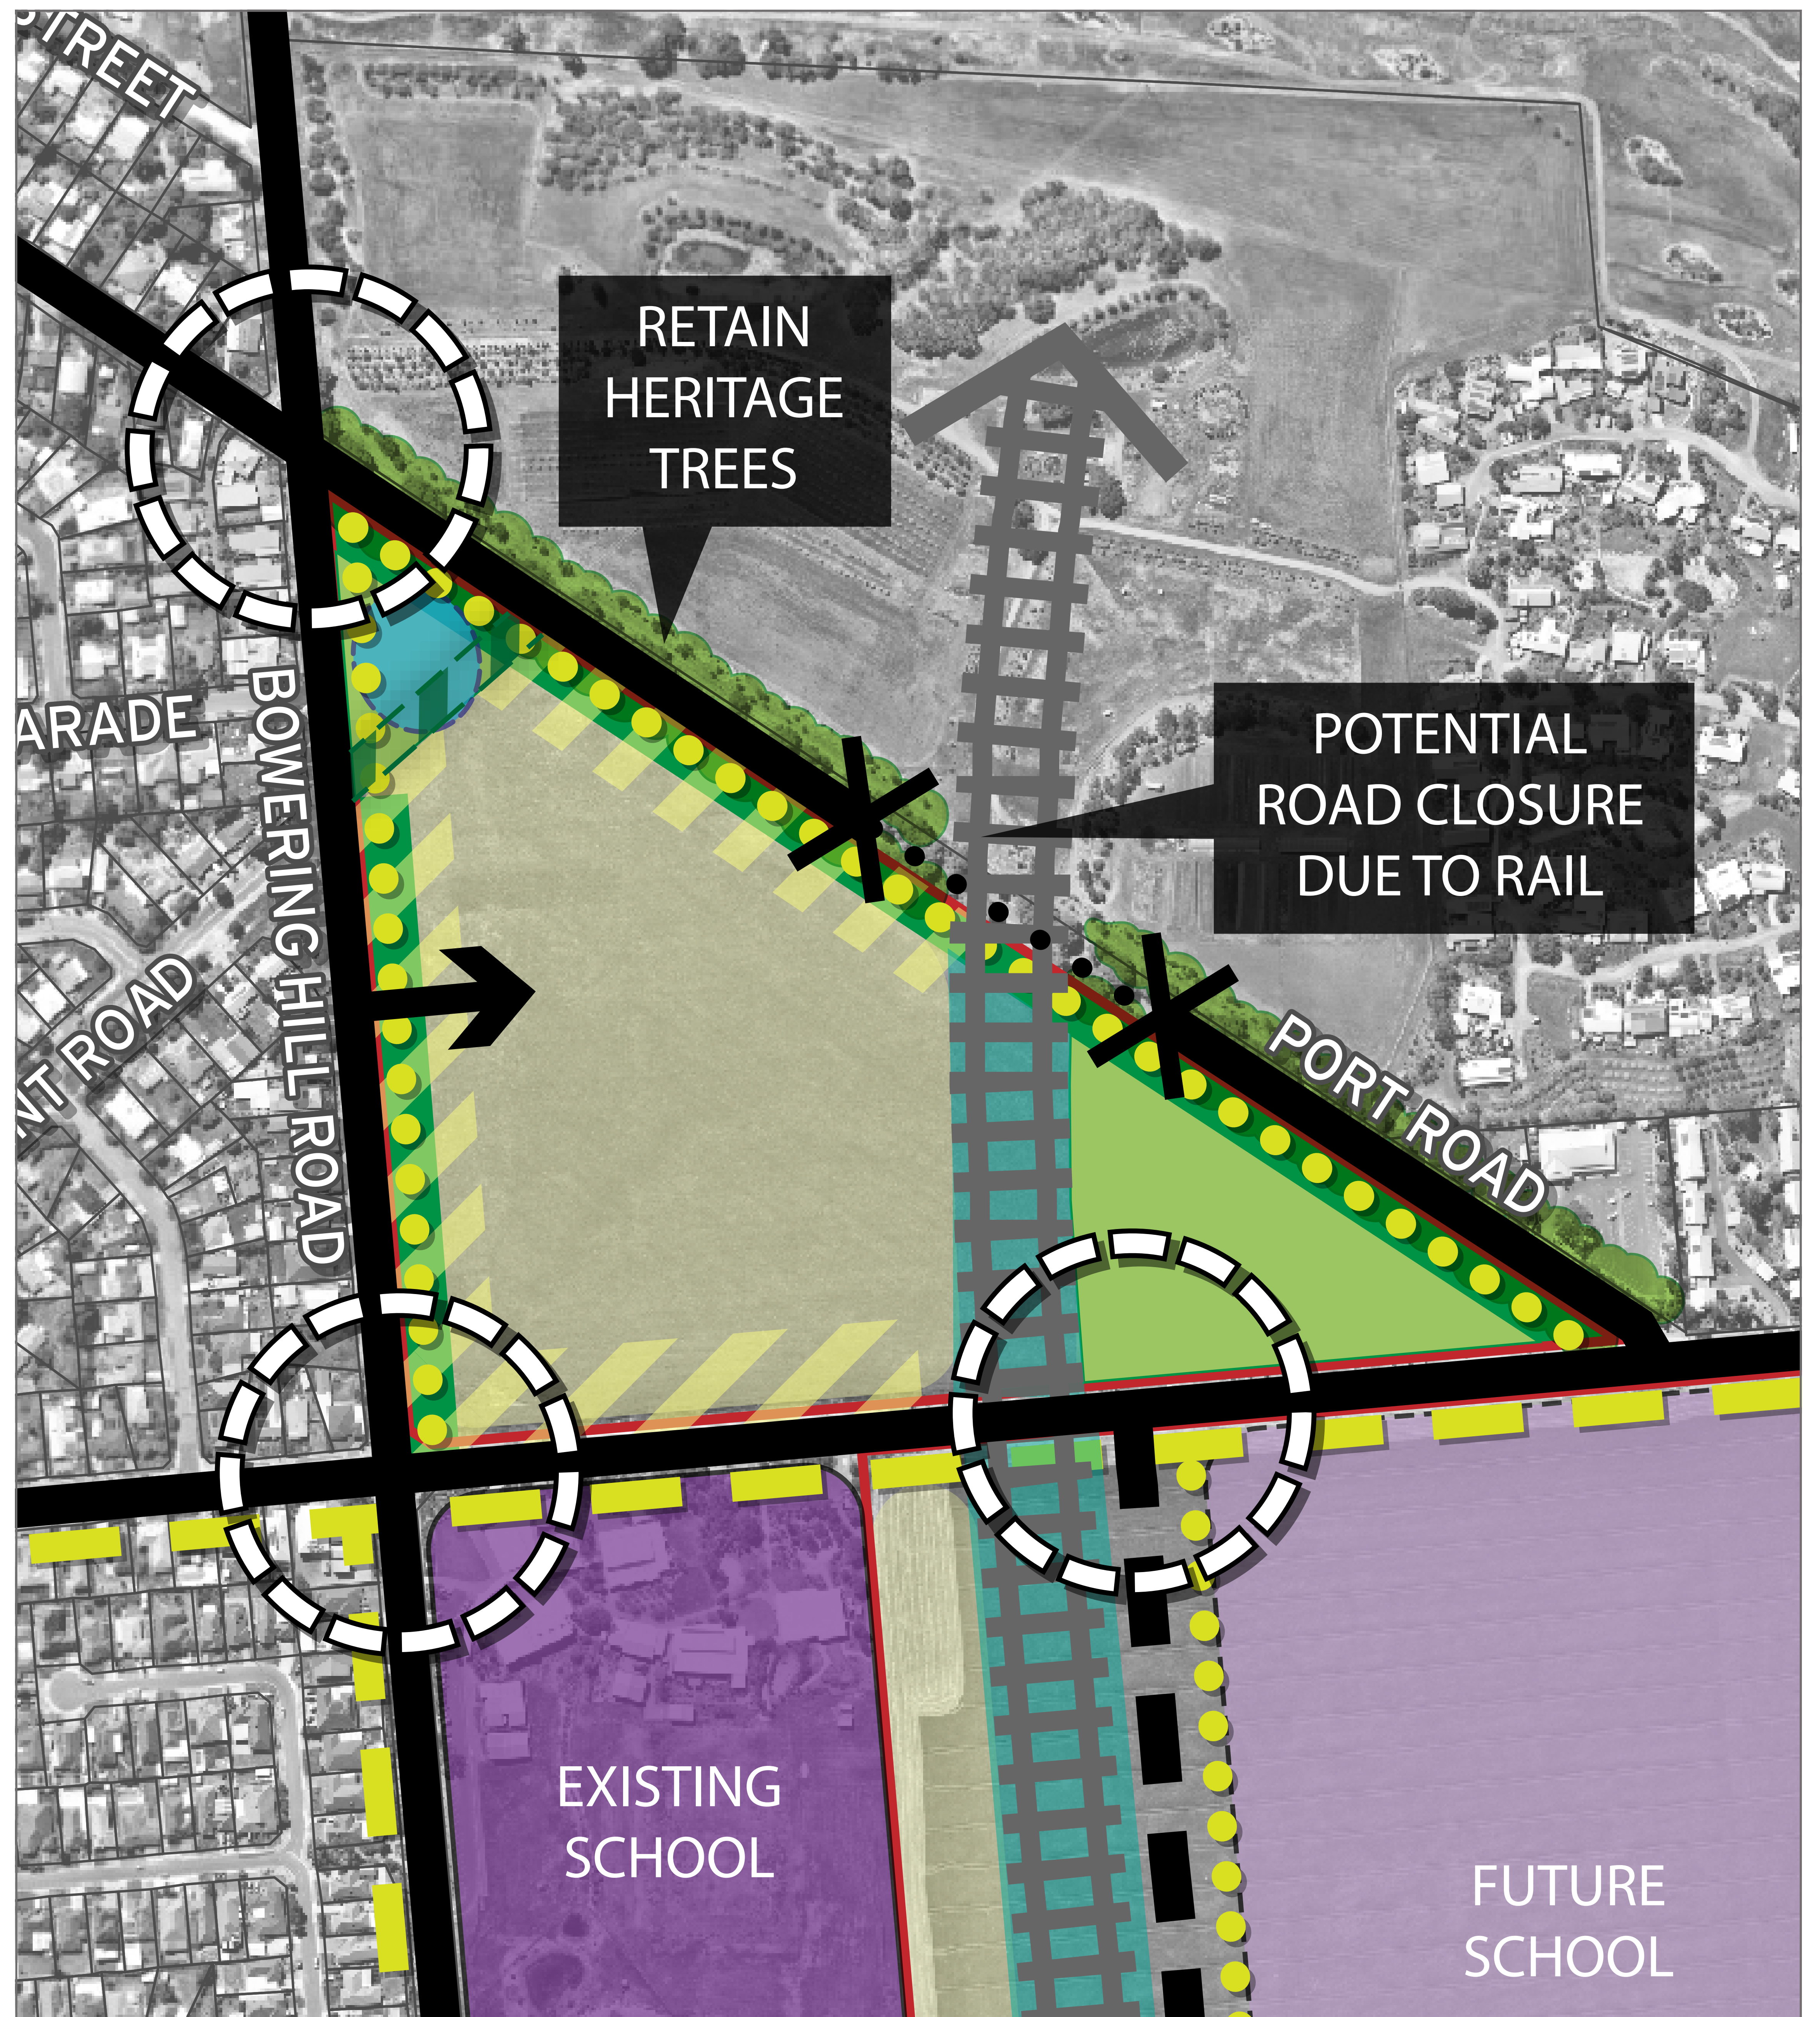 STREET
RETAIN
HERITAGE
TREES
ARADE
BOWERING HILL ROAD
POTENTIAL
ROAD CLOSURE
DUE TO RAIL
NT ROAD
PORT ROAD
EXISTING
SCHOOL
FUTURE
SCHOOL